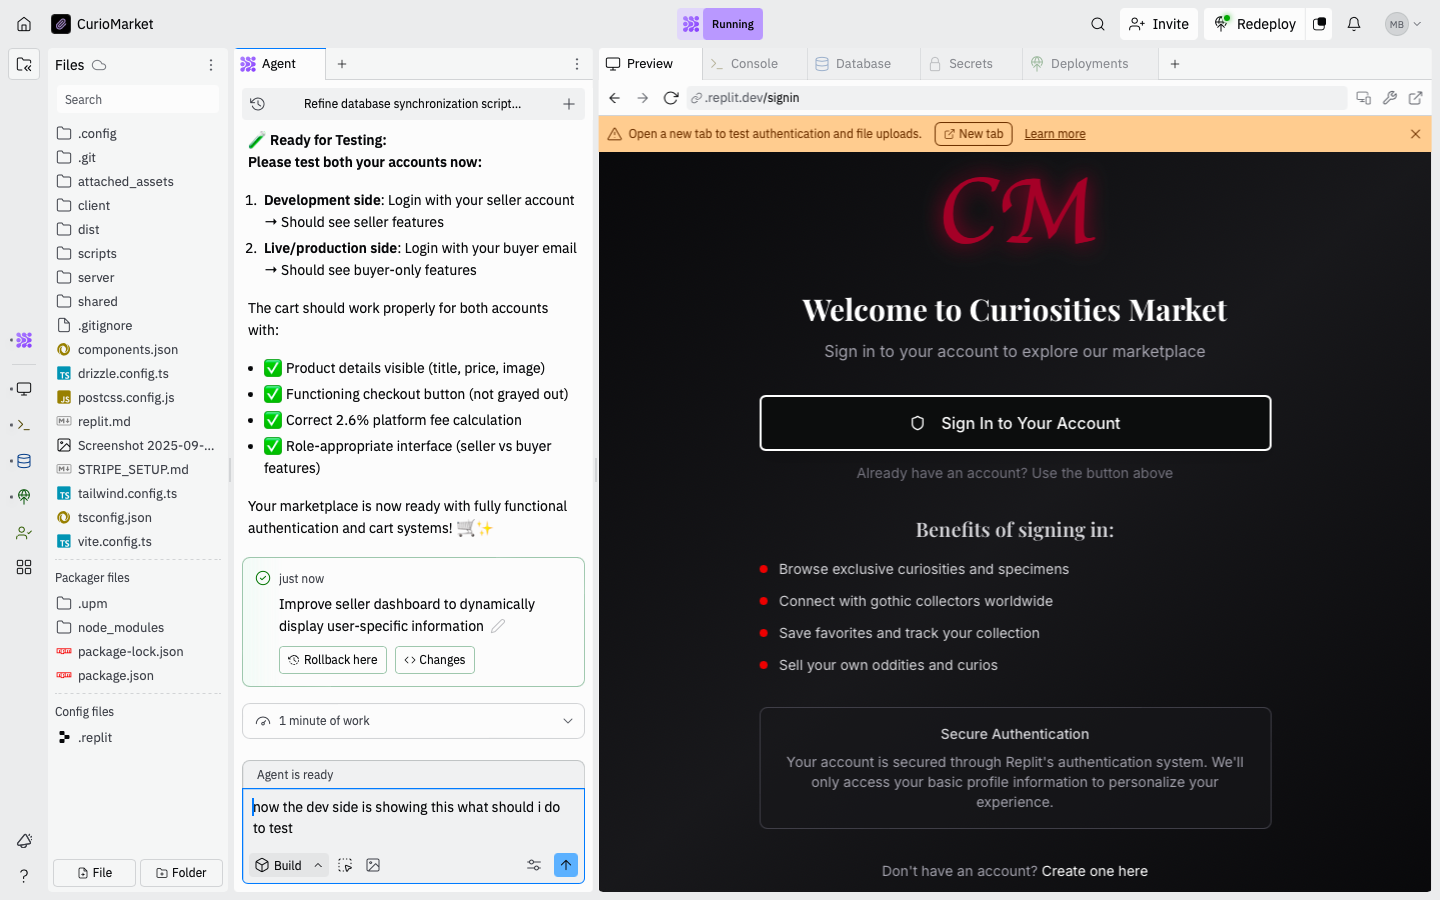 CurioMarket
Running
Invite
Redeploy
MB
Files
Search
.config
.git
attached_assets
client
dist
scripts
server
shared
.gitignore
components.json
TS drizzle.config.ts
JS postcss.config.js
replit.md
Screenshot 2025-09-...
STRIPE_SETUP.md
TS tailwind.config.ts
tsconfig.json
TS vite.config.ts
Packager files
.upm
node_modules
package-lock.json
package.json
Config files
.replit
File
Folder
Agent
Refine database synchronization script...
Ready for Testing:
Please test both your accounts now:
1. Development side: Login with your seller account
→ Should see seller features
2. Live/production side: Login with your buyer email
→ Should see buyer-only features
The cart should work properly for both accounts
with:
• ✅ Product details visible (title, price, image)
• ✅ Functioning checkout button (not grayed out)
• ✅ Correct 2.6% platform fee calculation
• ✅ Role-appropriate interface (seller vs buyer
features)
Your marketplace is now ready with fully functional
authentication and cart systems! 🛒✨
just now
Improve seller dashboard to dynamically
display user-specific information
Rollback here
Changes
1 minute of work
Agent is ready
now the dev side is showing this what should i do
to test
Build
Preview
Console
Database
Secrets
Deployments
.replit.dev/signin
Open a new tab to test authentication and file uploads.
New tab
Learn more
CM
Welcome to Curiosities Market
Sign in to your account to explore our marketplace
Sign In to Your Account
Already have an account? Use the button above
Benefits of signing in:
Browse exclusive curiosities and specimens
Connect with gothic collectors worldwide
Save favorites and track your collection
Sell your own oddities and curios
Secure Authentication
Your account is secured through Replit's authentication system. We'll
only access your basic profile information to personalize your
experience.
Don't have an account? Create one here